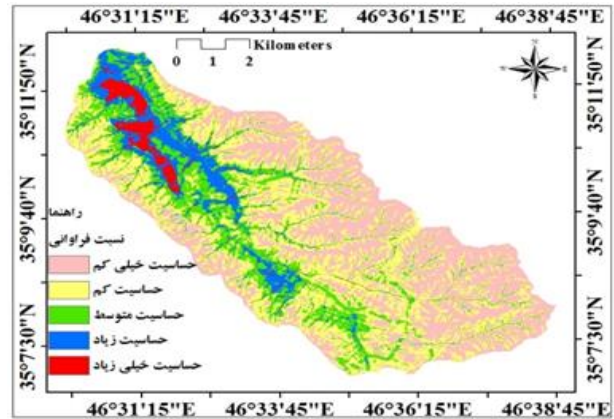 46°31'15"E 46°33'45"E 46°36'15"E 46°38'45"E
Kilometers
0 1 2
35°11'50"N
35°9'40"N
35°7'30"N
35°11'50"N
35°9'40"N
35°7'30"N
راهنما
نسبت فراوانی
حساسیت خیلی کم
حساسیت کم
حساسیت متوسط
حساسیت زیاد
حساسیت خیلی زیاد
46°31'15"E 46°33'45"E 46°36'15"E 46°38'45"E